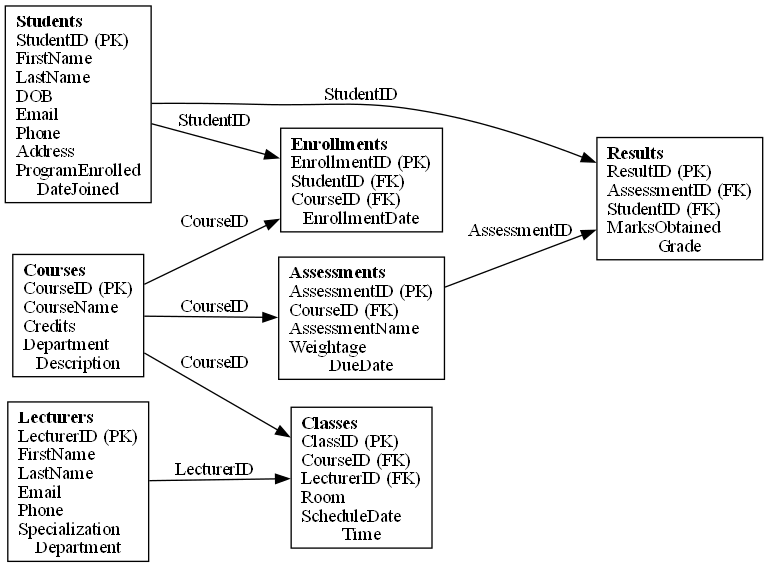 Students
StudentID (PK)
FirstName
LastName
DOB
Email
Phone
Address
ProgramEnrolled
DateJoined
StudentID
StudentID
Enrollments
EnrollmentID (PK)
StudentID (FK)
CourseID (FK)
EnrollmentDate
Results
ResultID (PK)
AssessmentID (FK)
StudentID (FK)
MarksObtained
Grade
CourseID
AssessmentID
Courses
CourseID (PK)
CourseName
Credits
Department
Description
CourseID
CourseID
Assessments
AssessmentID (PK)
CourseID (FK)
AssessmentName
Weightage
DueDate
Lecturers
LecturerID (PK)
FirstName
LastName
Email
Phone
Specialization
Department
LecturerID
Classes
ClassID (PK)
CourseID (FK)
LecturerID (FK)
Room
ScheduleDate
Time